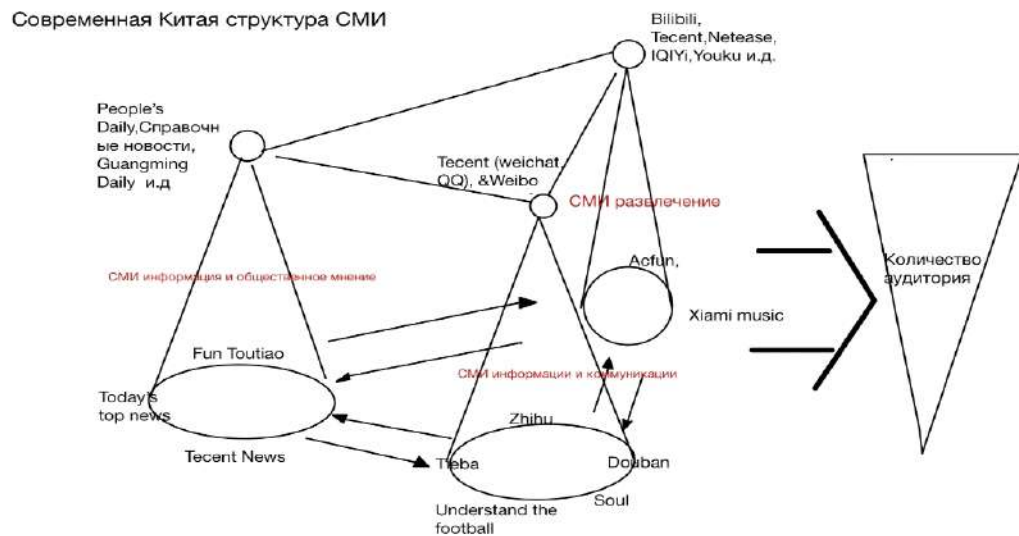 Современная Китая структура СМИ
Bilibili,
Tecent,Netease,
IQIYi,Youku и.д.
People's
Daily,Справочн
ые новости,
Guangming
Daily и.д
Tecent (weichat,
QQ), &Weibo
СМИ развлечение
СМИ информация и общественное мнение
Acfun,
Xiami music
Количество
аудитория
Fun Toutiao
СМИ информации и коммуникации
Today's
top news
Zhihu
Tecent News
Tieba
Douban
Soul
Understand the
football